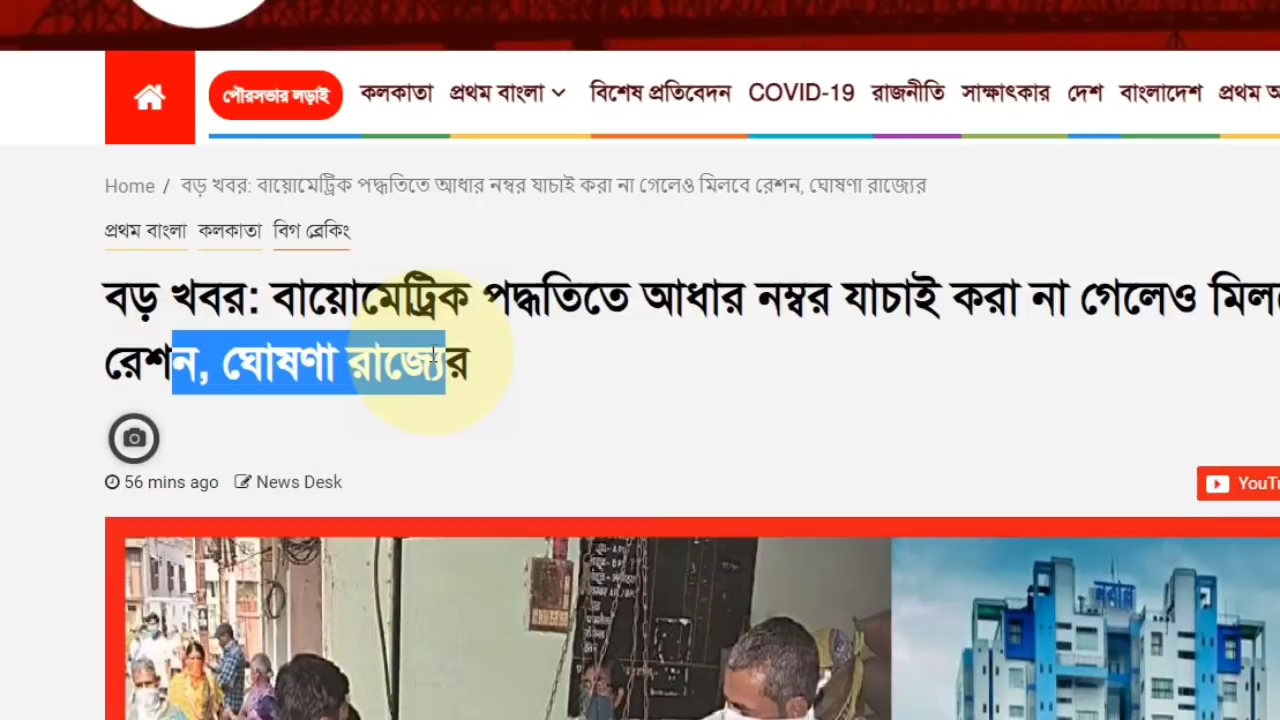 পৌরসভার লড়াই কলকাতা প্রথম বাংলা বিশেষ প্রতিবেদন COVID-19 রাজনীতি সাক্ষাৎকার দেশ বাংলাদেশ প্রথম
Home / বড় খবর: বায়োমেট্রিক পদ্ধতিতে আধার নম্বর যাচাই করা না গেলেও মিলবে রেশন, ঘোষণা রাজ্যের
প্রথম বাংলা কলকাতা বিগ ব্রেকিং
বড় খবর: বায়োমেট্রিক পদ্ধতিতে আধার নম্বর যাচাই করা না গেলেও
রেশন, ঘোষণা রাজ্যের
56 mins ago News Desk
নবান্ন